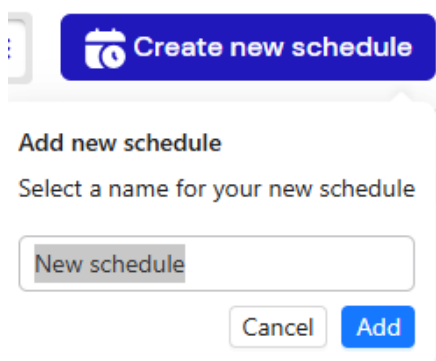 Create new schedule
Add new schedule
Select a name for your new schedule
New schedule
Cancel Add